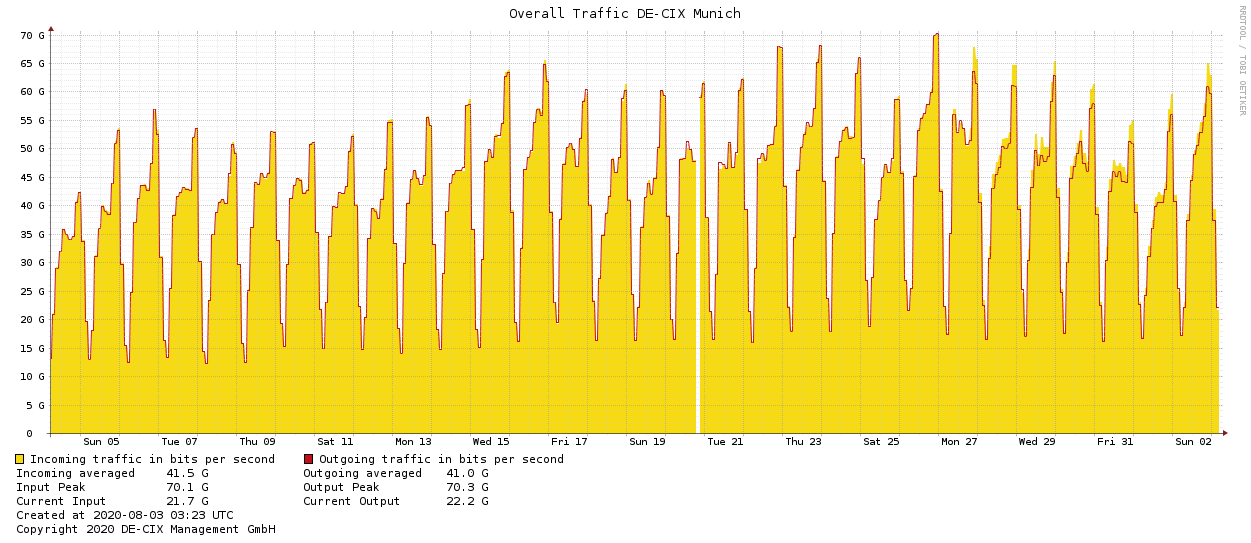 Overall Traffic DE-CIX Munich
RRDTOOL / TOBI OETIKER
70 G
65 G
60 G
55 G
50 G
45 G
40 G
35 G
30 G
25 G
20 G
15 G
10 G
5 G
0
Sun 05 Tue 07 Thu 09 Sat 11 Mon 13 Wed 15 Fri 17 Sun 19 Tue 21 Thu 23 Sat 25 Mon 27 Wed 29 Fri 31 Sun 02
Incoming traffic in bits per second Outgoing traffic in bits per second
Incoming averaged 41.5 G Outgoing averaged 41.0 G
Input Peak 70.1 G Output Peak 70.3 G
Current Input 21.7 G Current Output 22.2 G
Created at 2020-08-03 03:23 UTC
Copyright 2020 DE-CIX Management GmbH